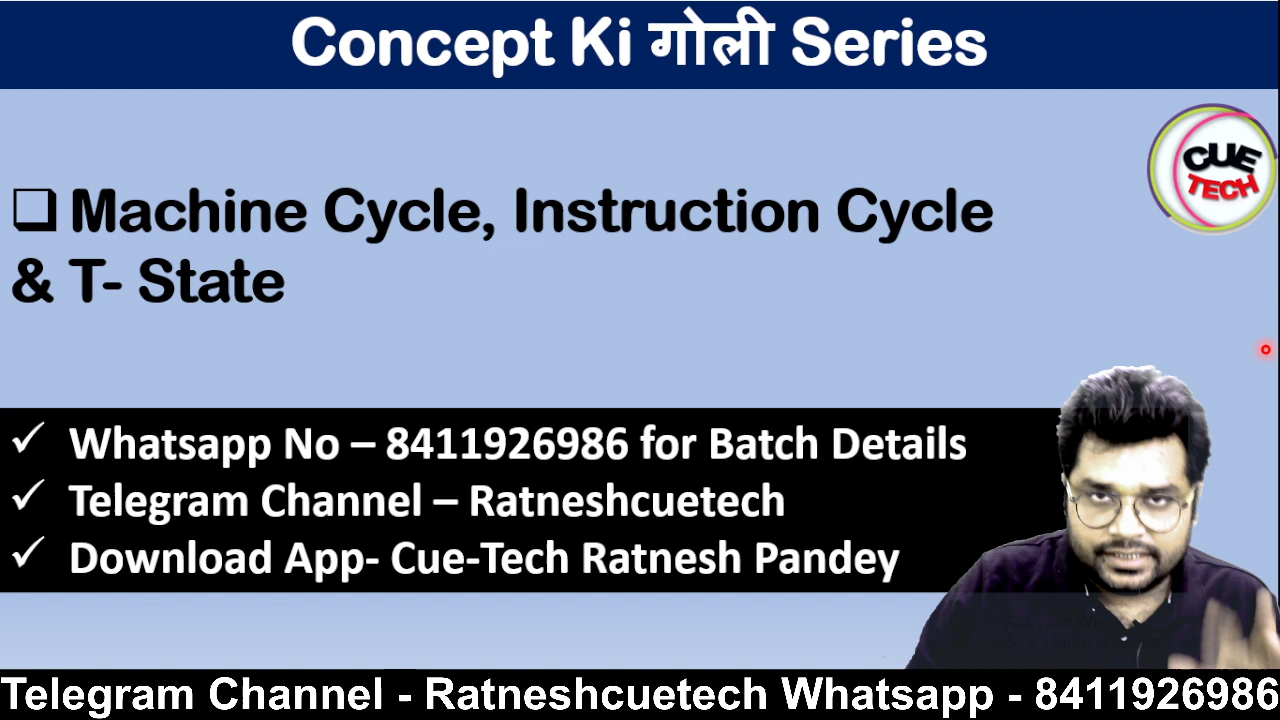 Concept Ki गोली Series
CUE
TECH
❑ Machine Cycle, Instruction Cycle
& T- State
✓ Whatsapp No – 8411926986 for Batch Details
✓ Telegram Channel – Ratneshcuetech
✓ Download App- Cue-Tech Ratnesh Pandey
Telegram Channel - Ratneshcuetech Whatsapp - 8411926986